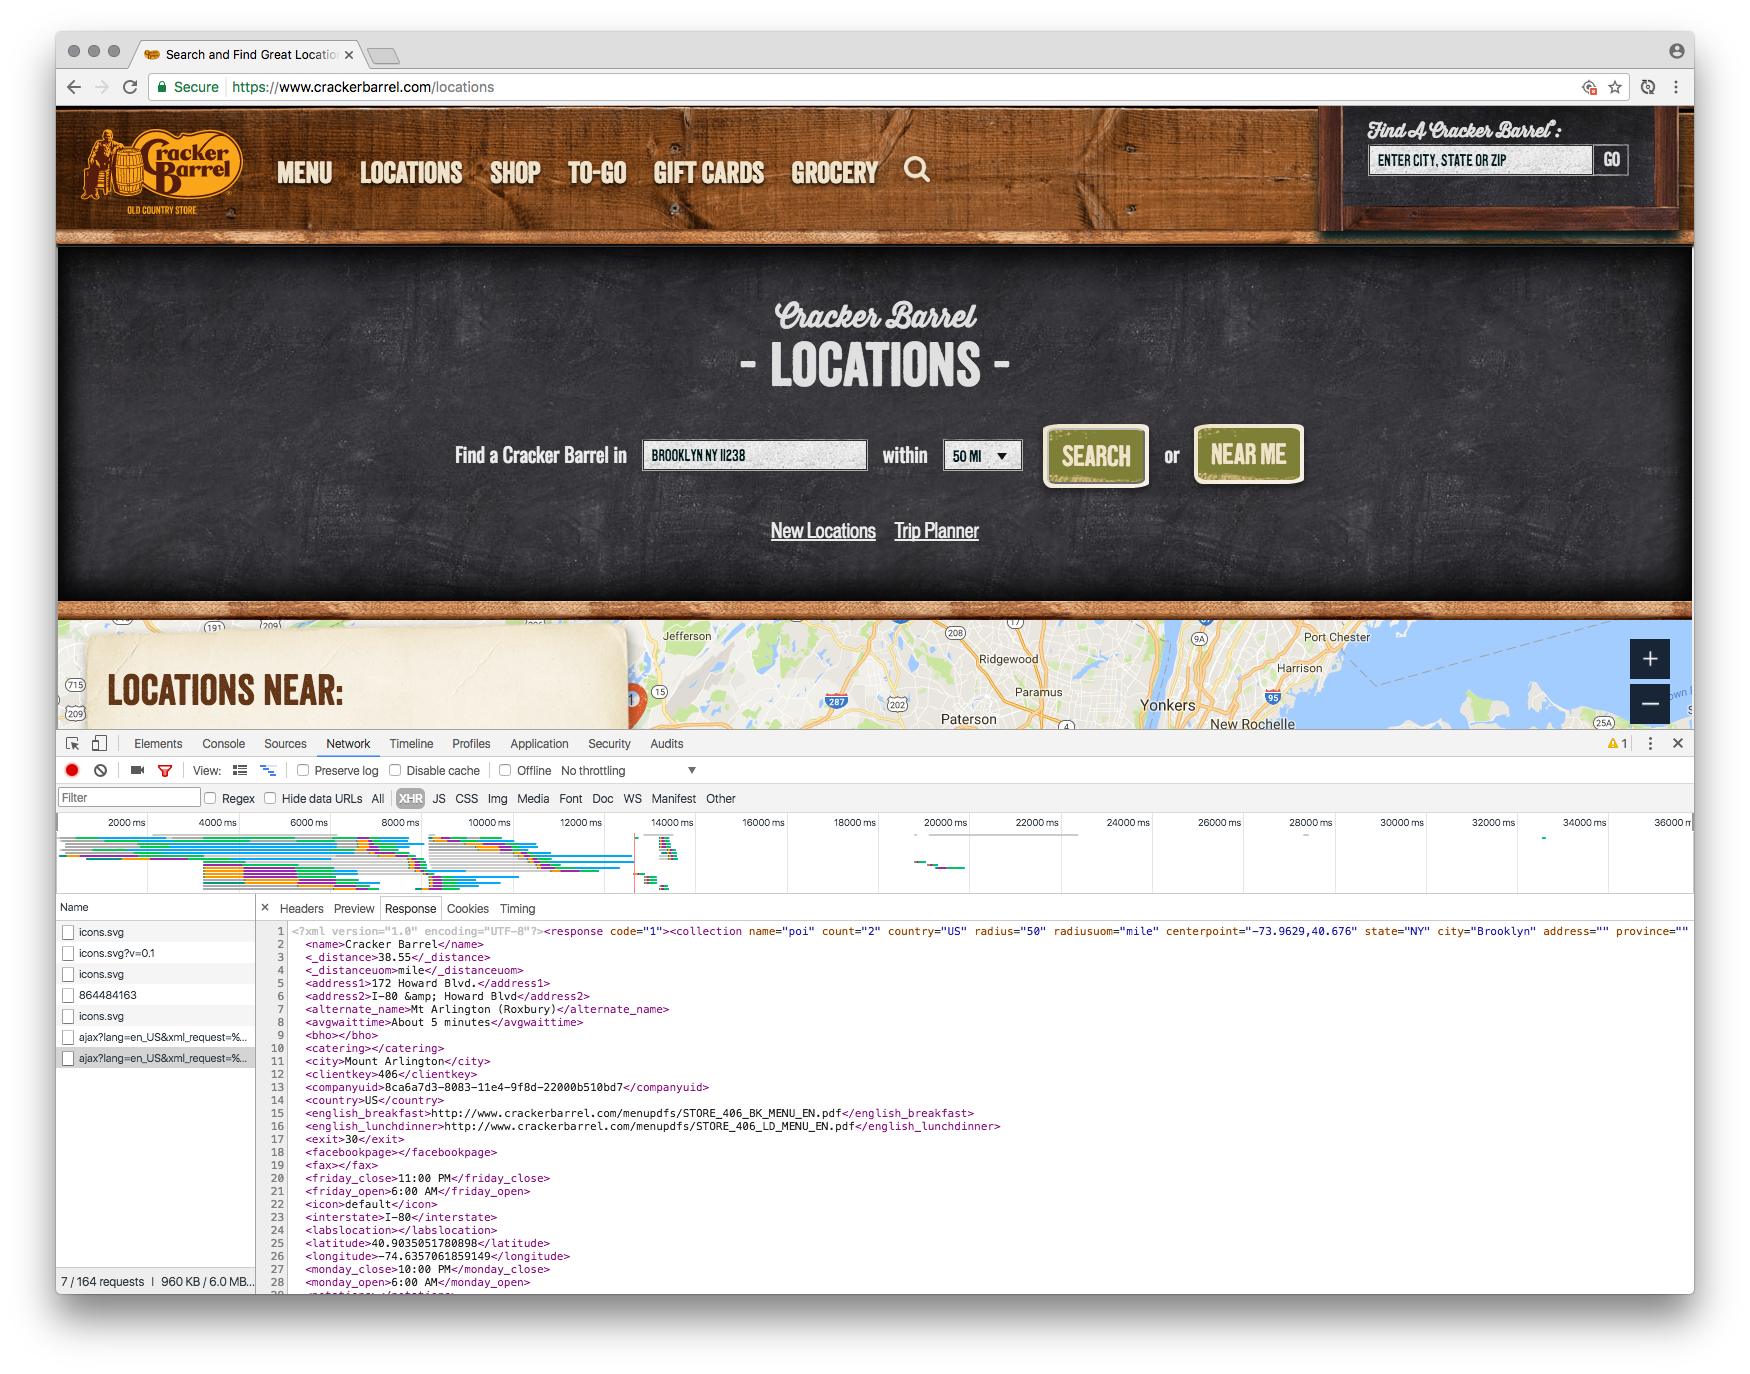 Search and Find Great Locatio
Secure https://www.crackerbarrel.com/locations
Cracker Barrel
OLD COUNTRY STORE
MENU LOCATIONS SHOP TO-GO GIFT CARDS GROCERY
Find A Cracker Barrel®:
ENTER CITY, STATE OR ZIP GO
Cracker Barrel
- LOCATIONS -
Find a Cracker Barrel in BROOKLYN NY 11238 within 50 MI SEARCH or NEAR ME
New Locations Trip Planner
LOCATIONS NEAR:
191
209
715
209
1
15
Jefferson
287
202
208
17
Ridgewood
Paramus
Paterson
4
9A
Yonkers
New Rochelle
95
Port Chester
Harrison
25A
+
−
Elements Console Sources Network Timeline Profiles Application Security Audits 1
View: Preserve log Disable cache Offline No throttling
Filter Regex Hide data URLs All XHR JS CSS Img Media Font Doc WS Manifest Other
2000 ms 4000 ms 6000 ms 8000 ms 10000 ms 12000 ms 14000 ms 16000 ms 18000 ms 20000 ms 22000 ms 24000 ms 26000 ms 28000 ms 30000 ms 32000 ms 34000 ms 36000 m
Name
icons.svg
icons.svg?v=0.1
icons.svg
864484163
icons.svg
ajax?lang=en_US&xml_request=%...
ajax?lang=en_US&xml_request=%...
7 / 164 requests | 960 KB / 6.0 MB...
× Headers Preview Response Cookies Timing
1 <?xml version="1.0" encoding="UTF-8"?><response code="1"><collection name="poi" count="2" country="US" radius="50" radiusuom="mile" centerpoint="-73.9629,40.676" state="NY" city="Brooklyn" address="" province=""
2 <name>Cracker Barrel</name>
3 <_distance>38.55</_distance>
4 <_distanceuom>mile</_distanceuom>
5 <address1>172 Howard Blvd.</address1>
6 <address2>I-80 &amp; Howard Blvd</address2>
7 <alternate_name>Mt Arlington (Roxbury)</alternate_name>
8 <avgwaittime>About 5 minutes</avgwaittime>
9 <bho></bho>
10 <catering></catering>
11 <city>Mount Arlington</city>
12 <clientkey>406</clientkey>
13 <companyuid>8ca6a7d3-8083-11e4-9f8d-22000b510bd7</companyuid>
14 <country>US</country>
15 <english_breakfast>http://www.crackerbarrel.com/menupdfs/STORE_406_BK_MENU_EN.pdf</english_breakfast>
16 <english_lunchdinner>http://www.crackerbarrel.com/menupdfs/STORE_406_LD_MENU_EN.pdf</english_lunchdinner>
17 <exit>30</exit>
18 <facebookpage></facebookpage>
19 <fax></fax>
20 <friday_close>11:00 PM</friday_close>
21 <friday_open>6:00 AM</friday_open>
22 <icon>default</icon>
23 <interstate>I-80</interstate>
24 <labslocation></labslocation>
25 <latitude>40.9035051780898</latitude>
26 <longitude>-74.6357061859149</longitude>
27 <monday_close>10:00 PM</monday_close>
28 <monday_open>6:00 AM</monday_open>